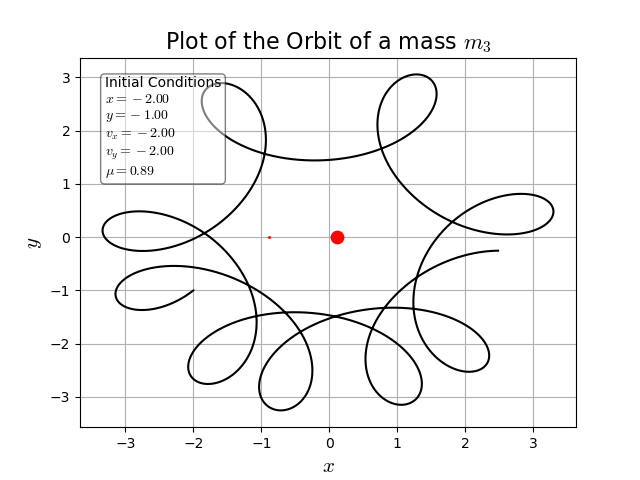 Plot of the Orbit of a mass m₃
Initial Conditions
x = −2.00
y = −1.00
vₓ = −2.00
v_y = −2.00
μ = 0.89
3
2
1
0
−1
−2
−3
y
−3
−2
−1
0
1
2
3
x